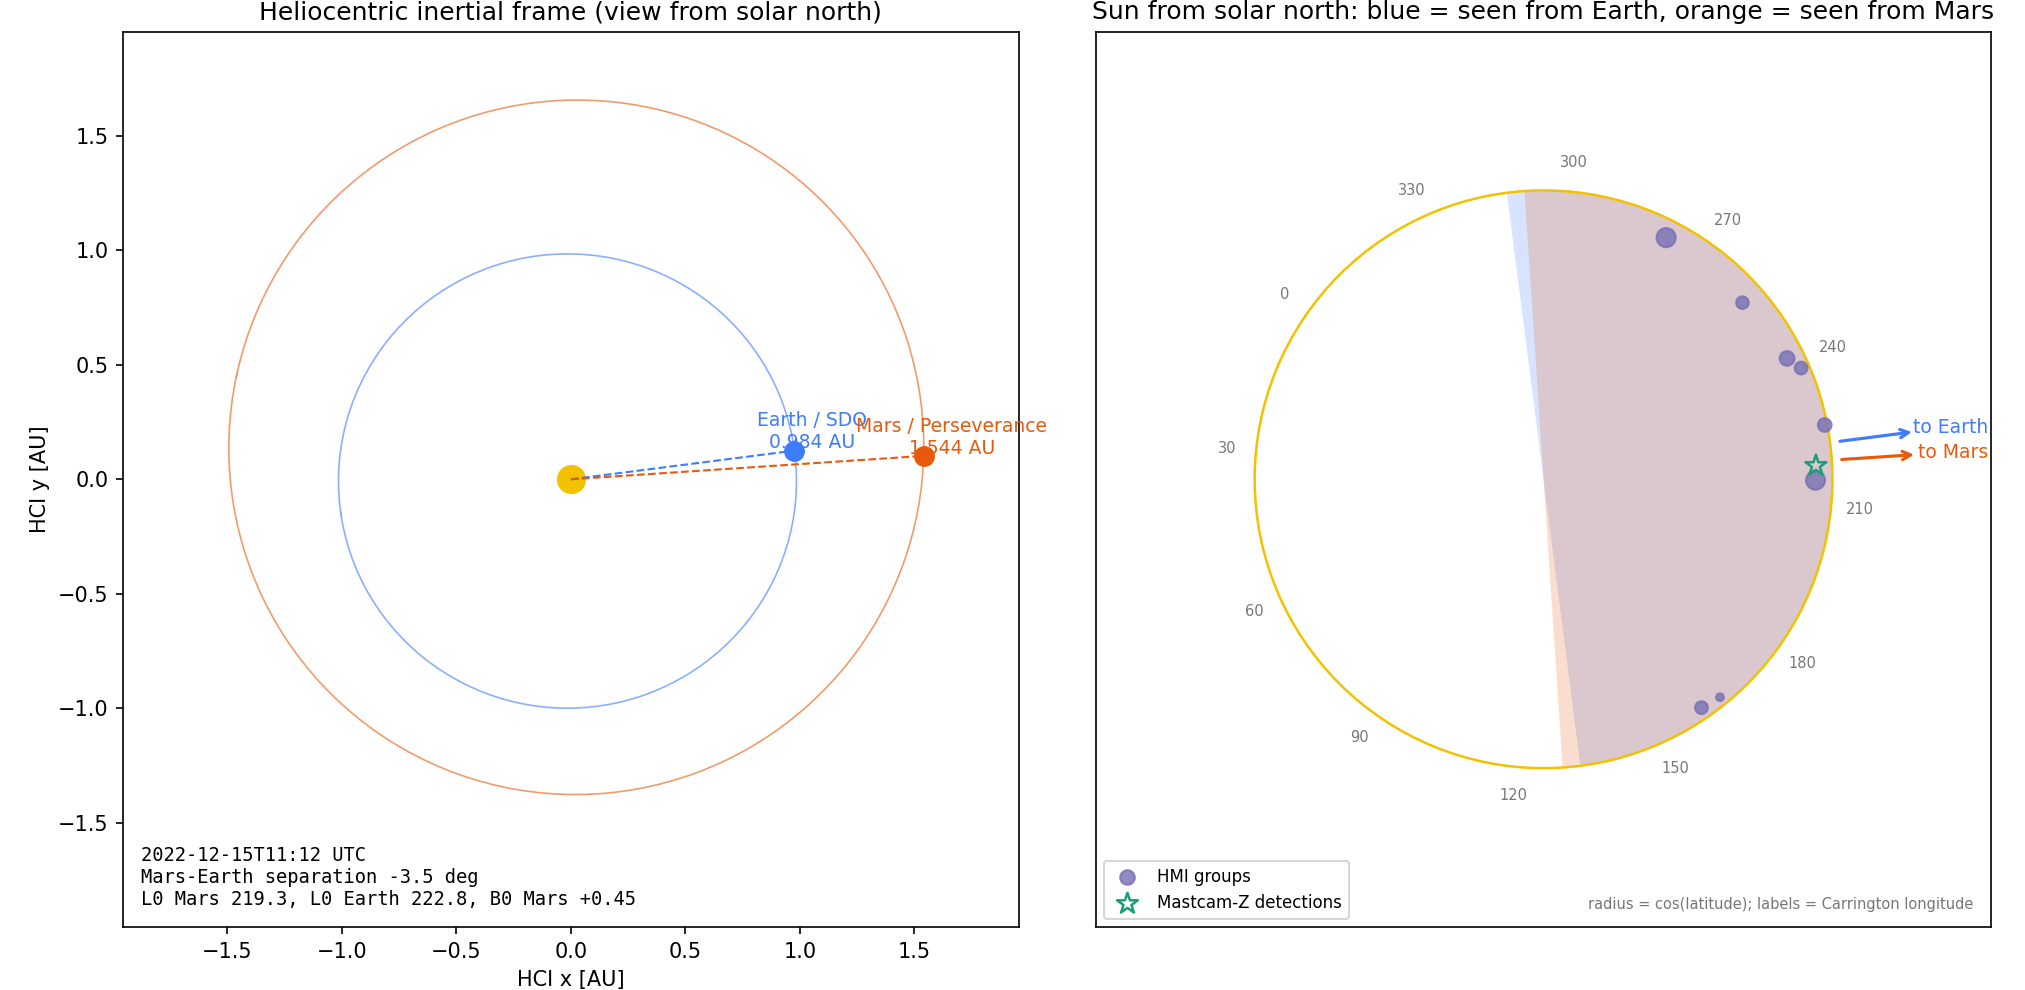 Heliocentric inertial frame (view from solar north)
HCI y [AU]
1.5
1.0
0.5
0.0
−0.5
−1.0
−1.5
Earth / SDO
0.984 AU
Mars / Perseverance
1.544 AU
2022-12-15T11:12 UTC
Mars-Earth separation -3.5 deg
L0 Mars 219.3, L0 Earth 222.8, B0 Mars +0.45
−1.5
−1.0
−0.5
0.0
0.5
1.0
1.5
HCI x [AU]
Sun from solar north: blue = seen from Earth, orange = seen from Mars
300
330
270
0
240
to Earth
30
to Mars
210
60
180
90
150
120
HMI groups
Mastcam-Z detections
radius = cos(latitude); labels = Carrington longitude